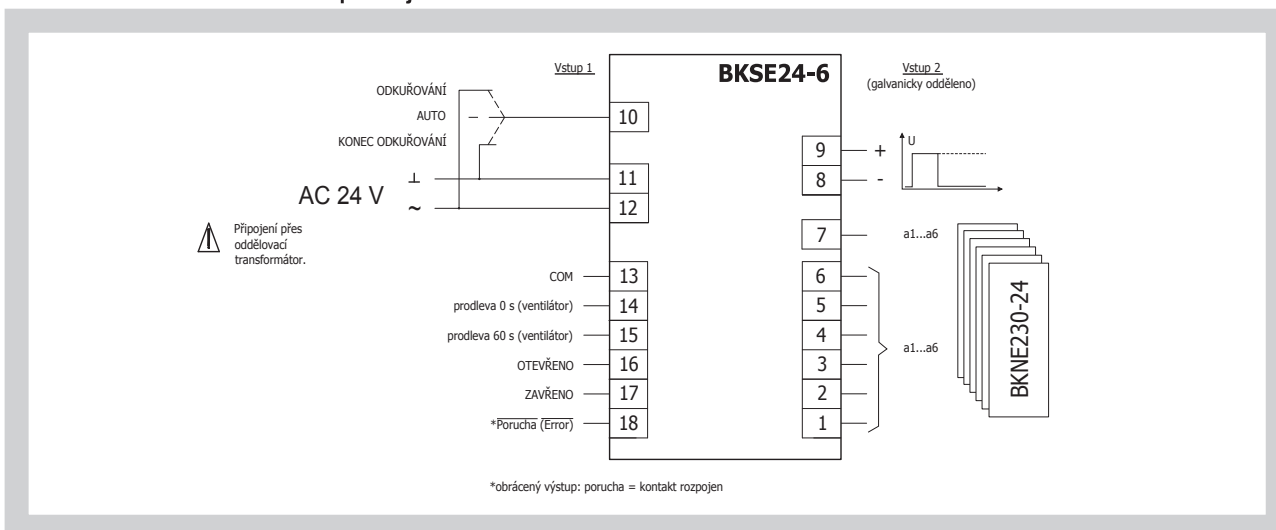 Vstup 1
BKSE24-6
Vstup 2
(galvanicky odděleno)
ODKUŘOVÁNÍ
AUTO
KONEC ODKUŘOVÁNÍ
10
9
+
U
8
-
⊥
11
AC 24 V
~
12
Připojení přes
oddělovací
transformátor.
7
a1...a6
COM
13
6
prodleva 0 s (ventilátor)
14
5
prodleva 60 s (ventilátor)
15
4
OTEVŘENO
16
3
a1...a6
ZAVŘENO
17
2
*Porucha (Error)
18
1
BKNE230-24
*obrácený výstup: porucha = kontakt rozpojen